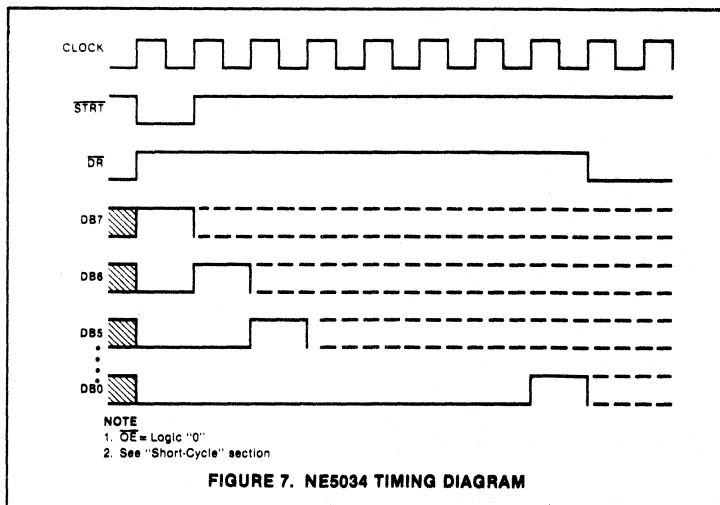 CLOCK
STRT
DR
DB7
DB6
DB5
DB0
NOTE
1. OE = Logic "0"
2. See "Short-Cycle" section
FIGURE 7. NE5034 TIMING DIAGRAM